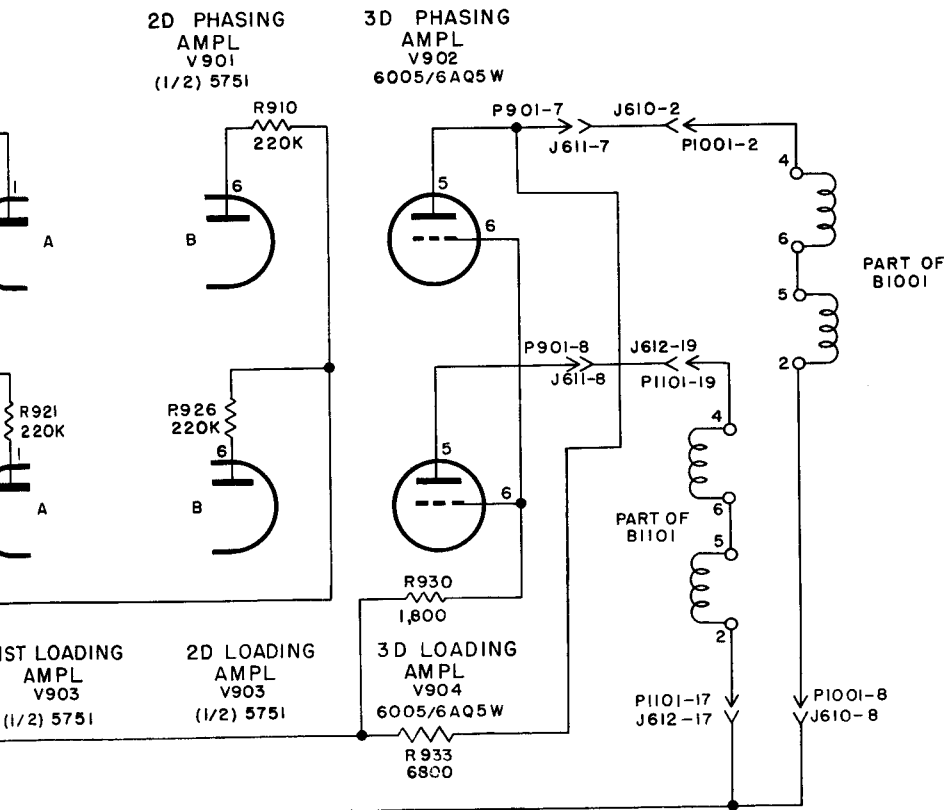 2D PHASING
AMPL
V901
(1/2) 5751
3D PHASING
AMPL
V902
6005/6AQ5W
R910
220K
P901-7
J611-7
J610-2
P1001-2
1
A
6
B
5
6
4
6
5
2
PART OF
B1001
P901-8
J611-8
J612-19
P1101-19
R921
220K
1
A
R926
220K
6
B
5
6
4
6
5
2
PART OF
B1101
R930
1,800
1ST LOADING
AMPL
V903
(1/2) 5751
2D LOADING
AMPL
V903
(1/2) 5751
3D LOADING
AMPL
V904
6005/6AQ5W
R933
6800
P1101-17
J612-17
P1001-8
J610-8